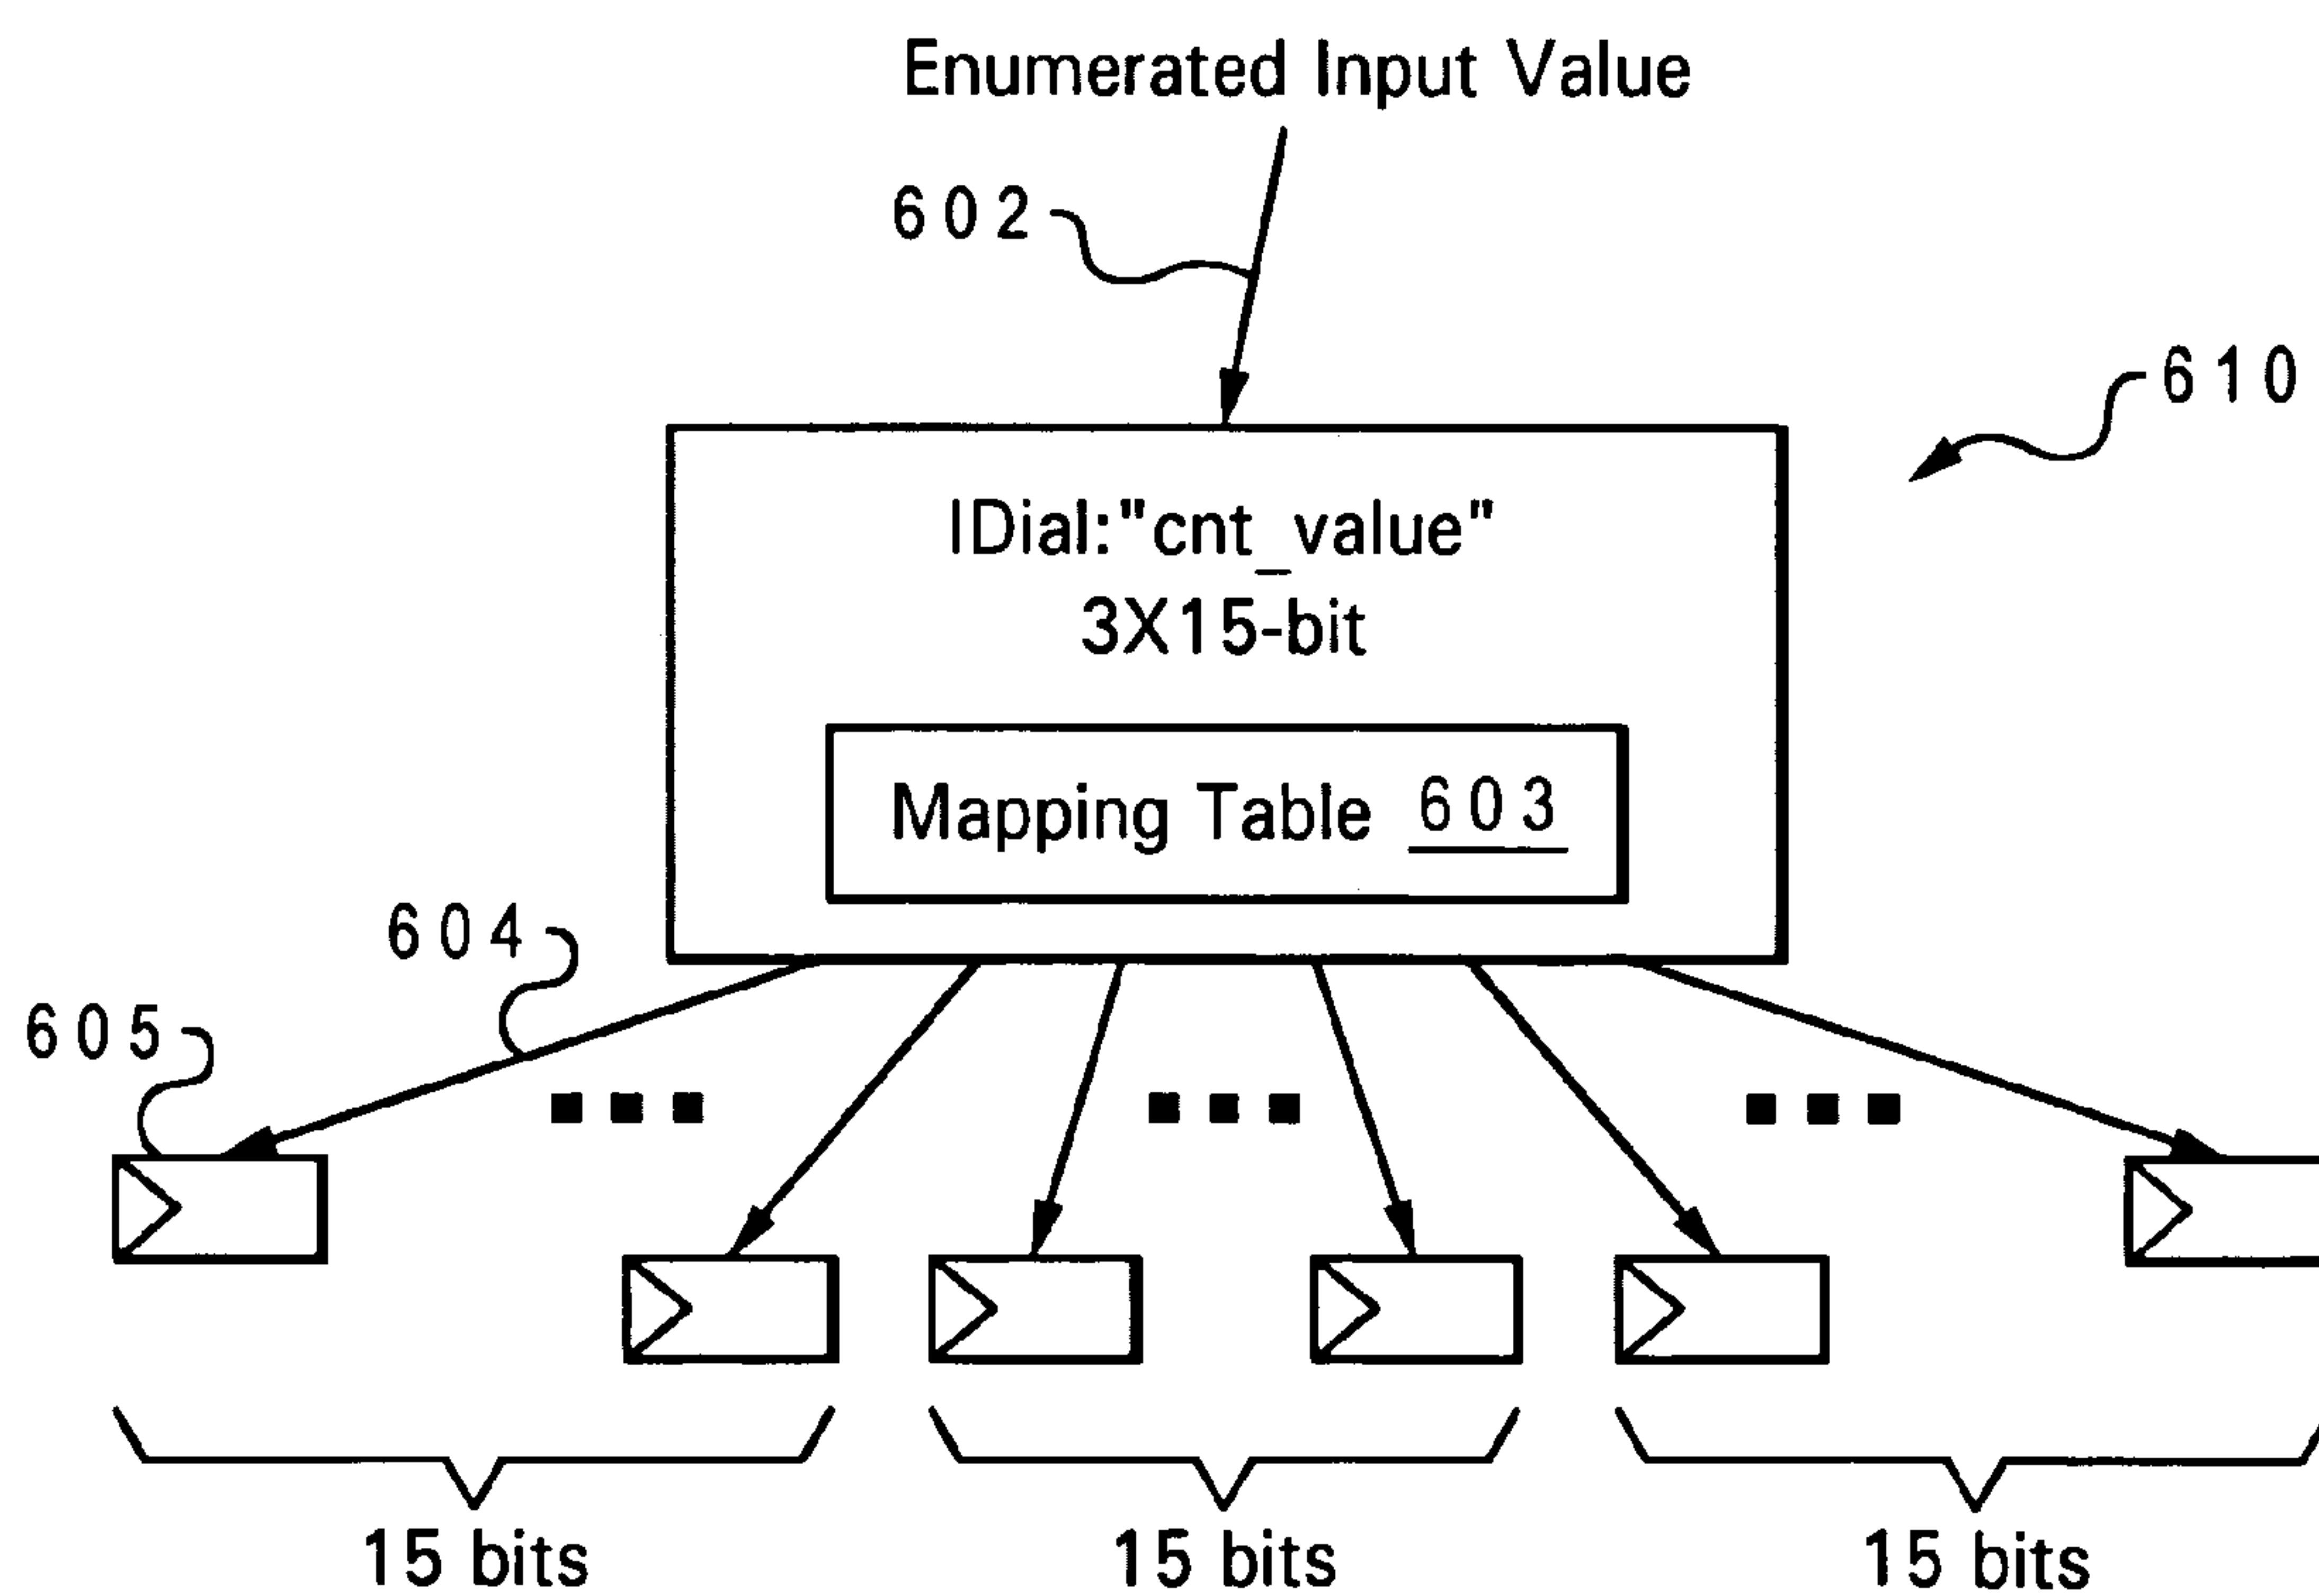 Enumerated Input Value
602
610
IDial:"cnt_value"
3X15-bit
Mapping Table 603
604
605
15 bits 15 bits 15 bits